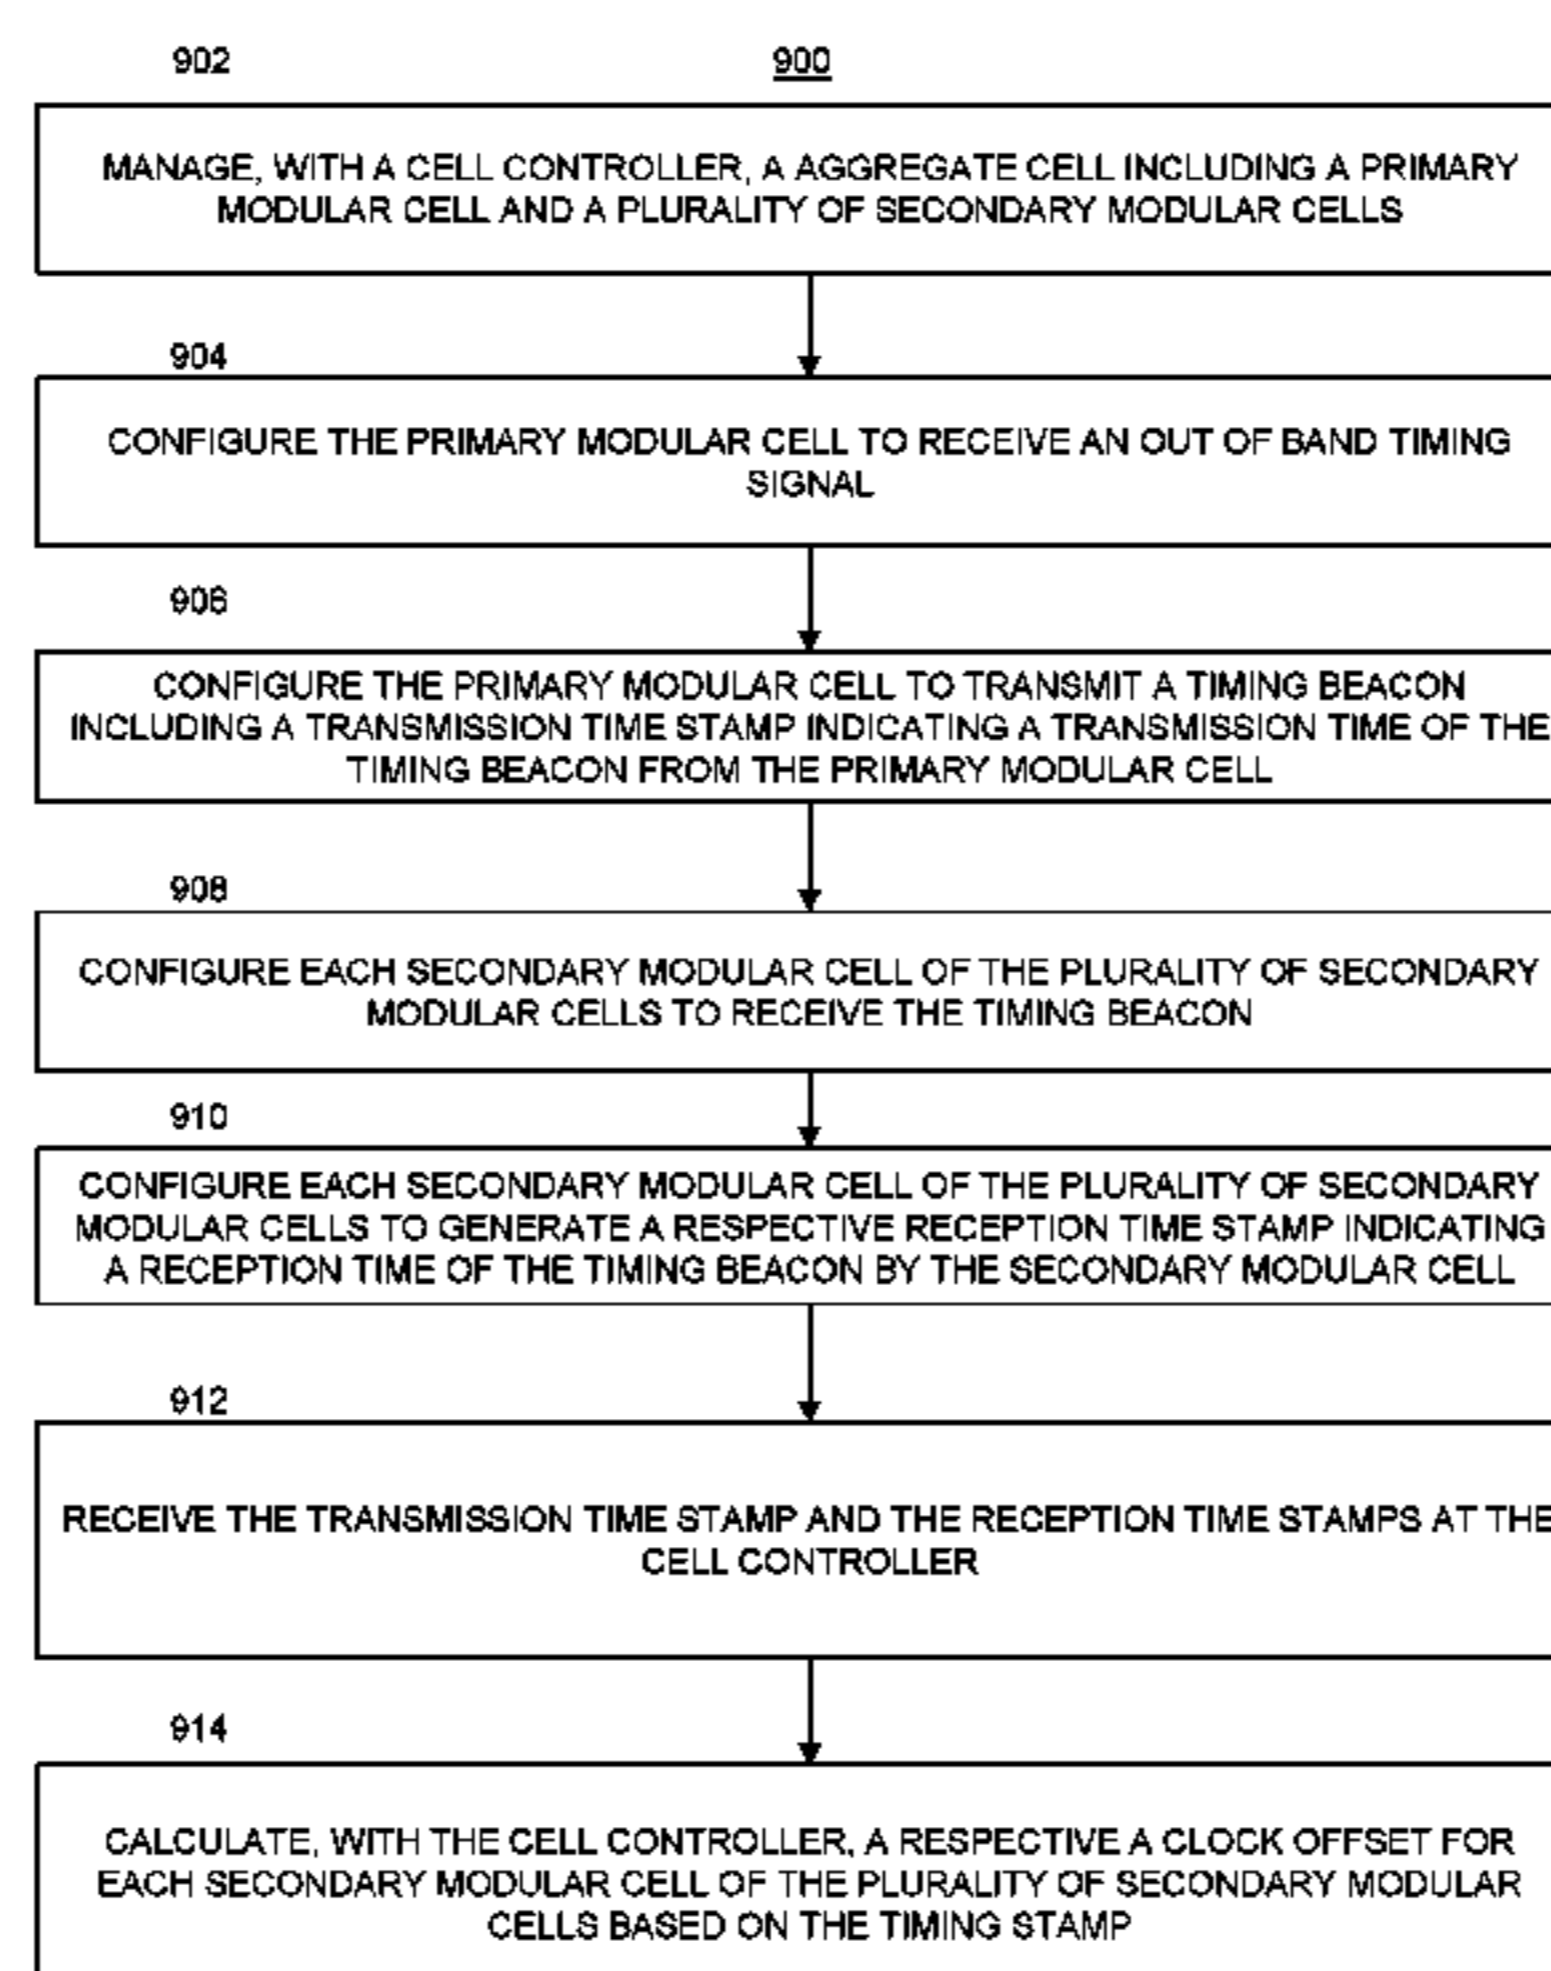 902
900
MANAGE, WITH A CELL CONTROLLER, A AGGREGATE CELL INCLUDING A PRIMARY
MODULAR CELL AND A PLURALITY OF SECONDARY MODULAR CELLS
904
CONFIGURE THE PRIMARY MODULAR CELL TO RECEIVE AN OUT OF BAND TIMING
SIGNAL
906
CONFIGURE THE PRIMARY MODULAR CELL TO TRANSMIT A TIMING BEACON
INCLUDING A TRANSMISSION TIME STAMP INDICATING A TRANSMISSION TIME OF THE
TIMING BEACON FROM THE PRIMARY MODULAR CELL
908
CONFIGURE EACH SECONDARY MODULAR CELL OF THE PLURALITY OF SECONDARY
MODULAR CELLS TO RECEIVE THE TIMING BEACON
910
CONFIGURE EACH SECONDARY MODULAR CELL OF THE PLURALITY OF SECONDARY
MODULAR CELLS TO GENERATE A RESPECTIVE RECEPTION TIME STAMP INDICATING
A RECEPTION TIME OF THE TIMING BEACON BY THE SECONDARY MODULAR CELL
912
RECEIVE THE TRANSMISSION TIME STAMP AND THE RECEPTION TIME STAMPS AT THE
CELL CONTROLLER
914
CALCULATE, WITH THE CELL CONTROLLER, A RESPECTIVE A CLOCK OFFSET FOR
EACH SECONDARY MODULAR CELL OF THE PLURALITY OF SECONDARY MODULAR
CELLS BASED ON THE TIMING STAMP